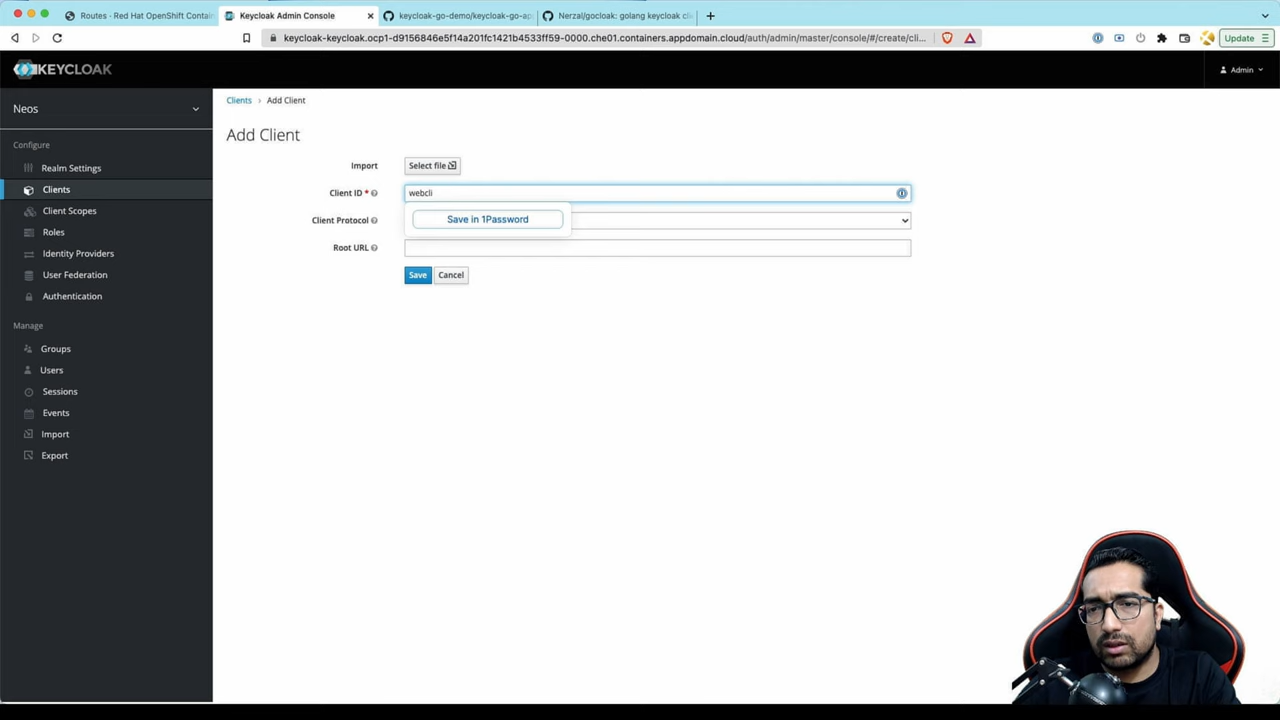 Routes · Red Hat OpenShift Contai
Keycloak Admin Console
keycloak-go-demo/keycloak-go-ap
Nerzal/gocloak: golang keycloak cli
keycloak-keycloak.ocp1-d9156846e5f14a201fc1421b4533ff59-0000.che01.containers.appdomain.cloud/auth/admin/master/console/#/create/clie...
Update
KEYCLOAK
Admin
Neos
Clients > Add Client
Add Client
Configure
Realm Settings
Clients
Client Scopes
Roles
Identity Providers
User Federation
Authentication
Manage
Groups
Users
Sessions
Events
Import
Export
Import
Select file
Client ID *
webcli
Save in 1Password
Client Protocol
Root URL
Save
Cancel